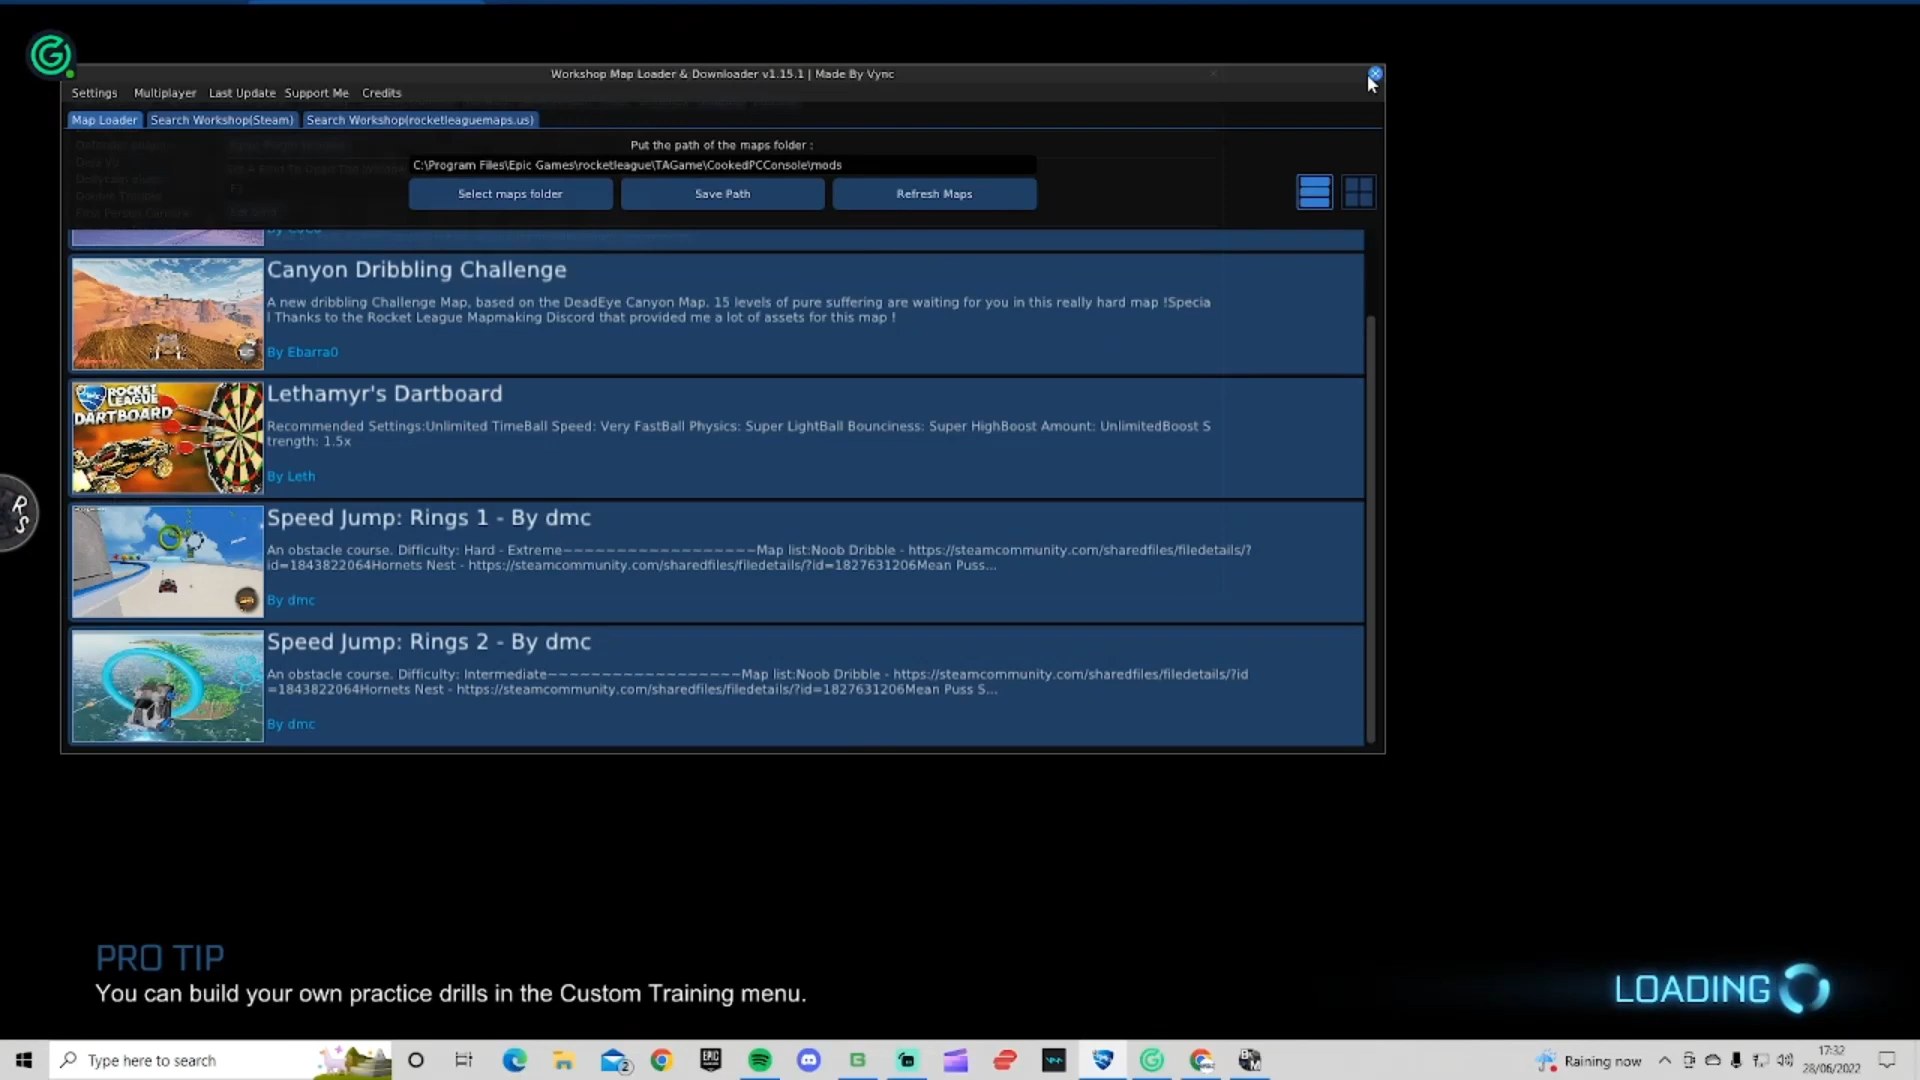 Workshop Map Loader & Downloader v1.15.1 | Made By Vync
Settings Multiplayer Last Update Support Me Credits
Map Loader Search Workshop(Steam) Search Workshop(rocketleaguemaps.us)
Put the path of the maps folder :
C:\Program Files\Epic Games\rocketleague\TAGame\CookedPCConsole\mods
Select maps folder Save Path Refresh Maps
By CoCo
Canyon Dribbling Challenge
A new dribbling Challenge Map, based on the DeadEye Canyon Map. 15 levels of pure suffering are waiting for you in this really hard map !Specia
l Thanks to the Rocket League Mapmaking Discord that provided me a lot of assets for this map !
By Ebarra0
ROCKET LEAGUE
DARTBOARD
Lethamyr's Dartboard
Recommended Settings:Unlimited TimeBall Speed: Very FastBall Physics: Super LightBall Bounciness: Super HighBoost Amount: UnlimitedBoost S
trength: 1.5x
By Leth
R
S
Speed Jump: Rings 1 - By dmc
An obstacle course. Difficulty: Hard - Extreme~~~~~~~~~~~~~~~~~~Map list:Noob Dribble - https://steamcommunity.com/sharedfiles/filedetails/?
id=1843822064Hornets Nest - https://steamcommunity.com/sharedfiles/filedetails/?id=1827631206Mean Puss...
By dmc
Speed Jump: Rings 2 - By dmc
An obstacle course. Difficulty: Intermediate~~~~~~~~~~~~~~~~~~Map list:Noob Dribble - https://steamcommunity.com/sharedfiles/filedetails/?id
=1843822064Hornets Nest - https://steamcommunity.com/sharedfiles/filedetails/?id=1827631206Mean Puss S...
By dmc
PRO TIP
You can build your own practice drills in the Custom Training menu.
LOADING
Type here to search
2
EPIC
GAMES
Raining now
17:32
28/06/2022